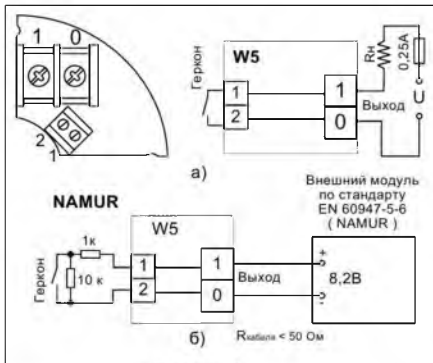 1 0
2
1
Геркон
W5
1
2
1
0
Выход
Rн
0,25А
U
а)
NAMUR
W5
Внешний модуль
по стандарту
EN 60947-5-6
( NAMUR )
Геркон
1к
10 к
1
2
1
0
Выход
+
8,2В
-
б)
Rкабеля < 50 Ом